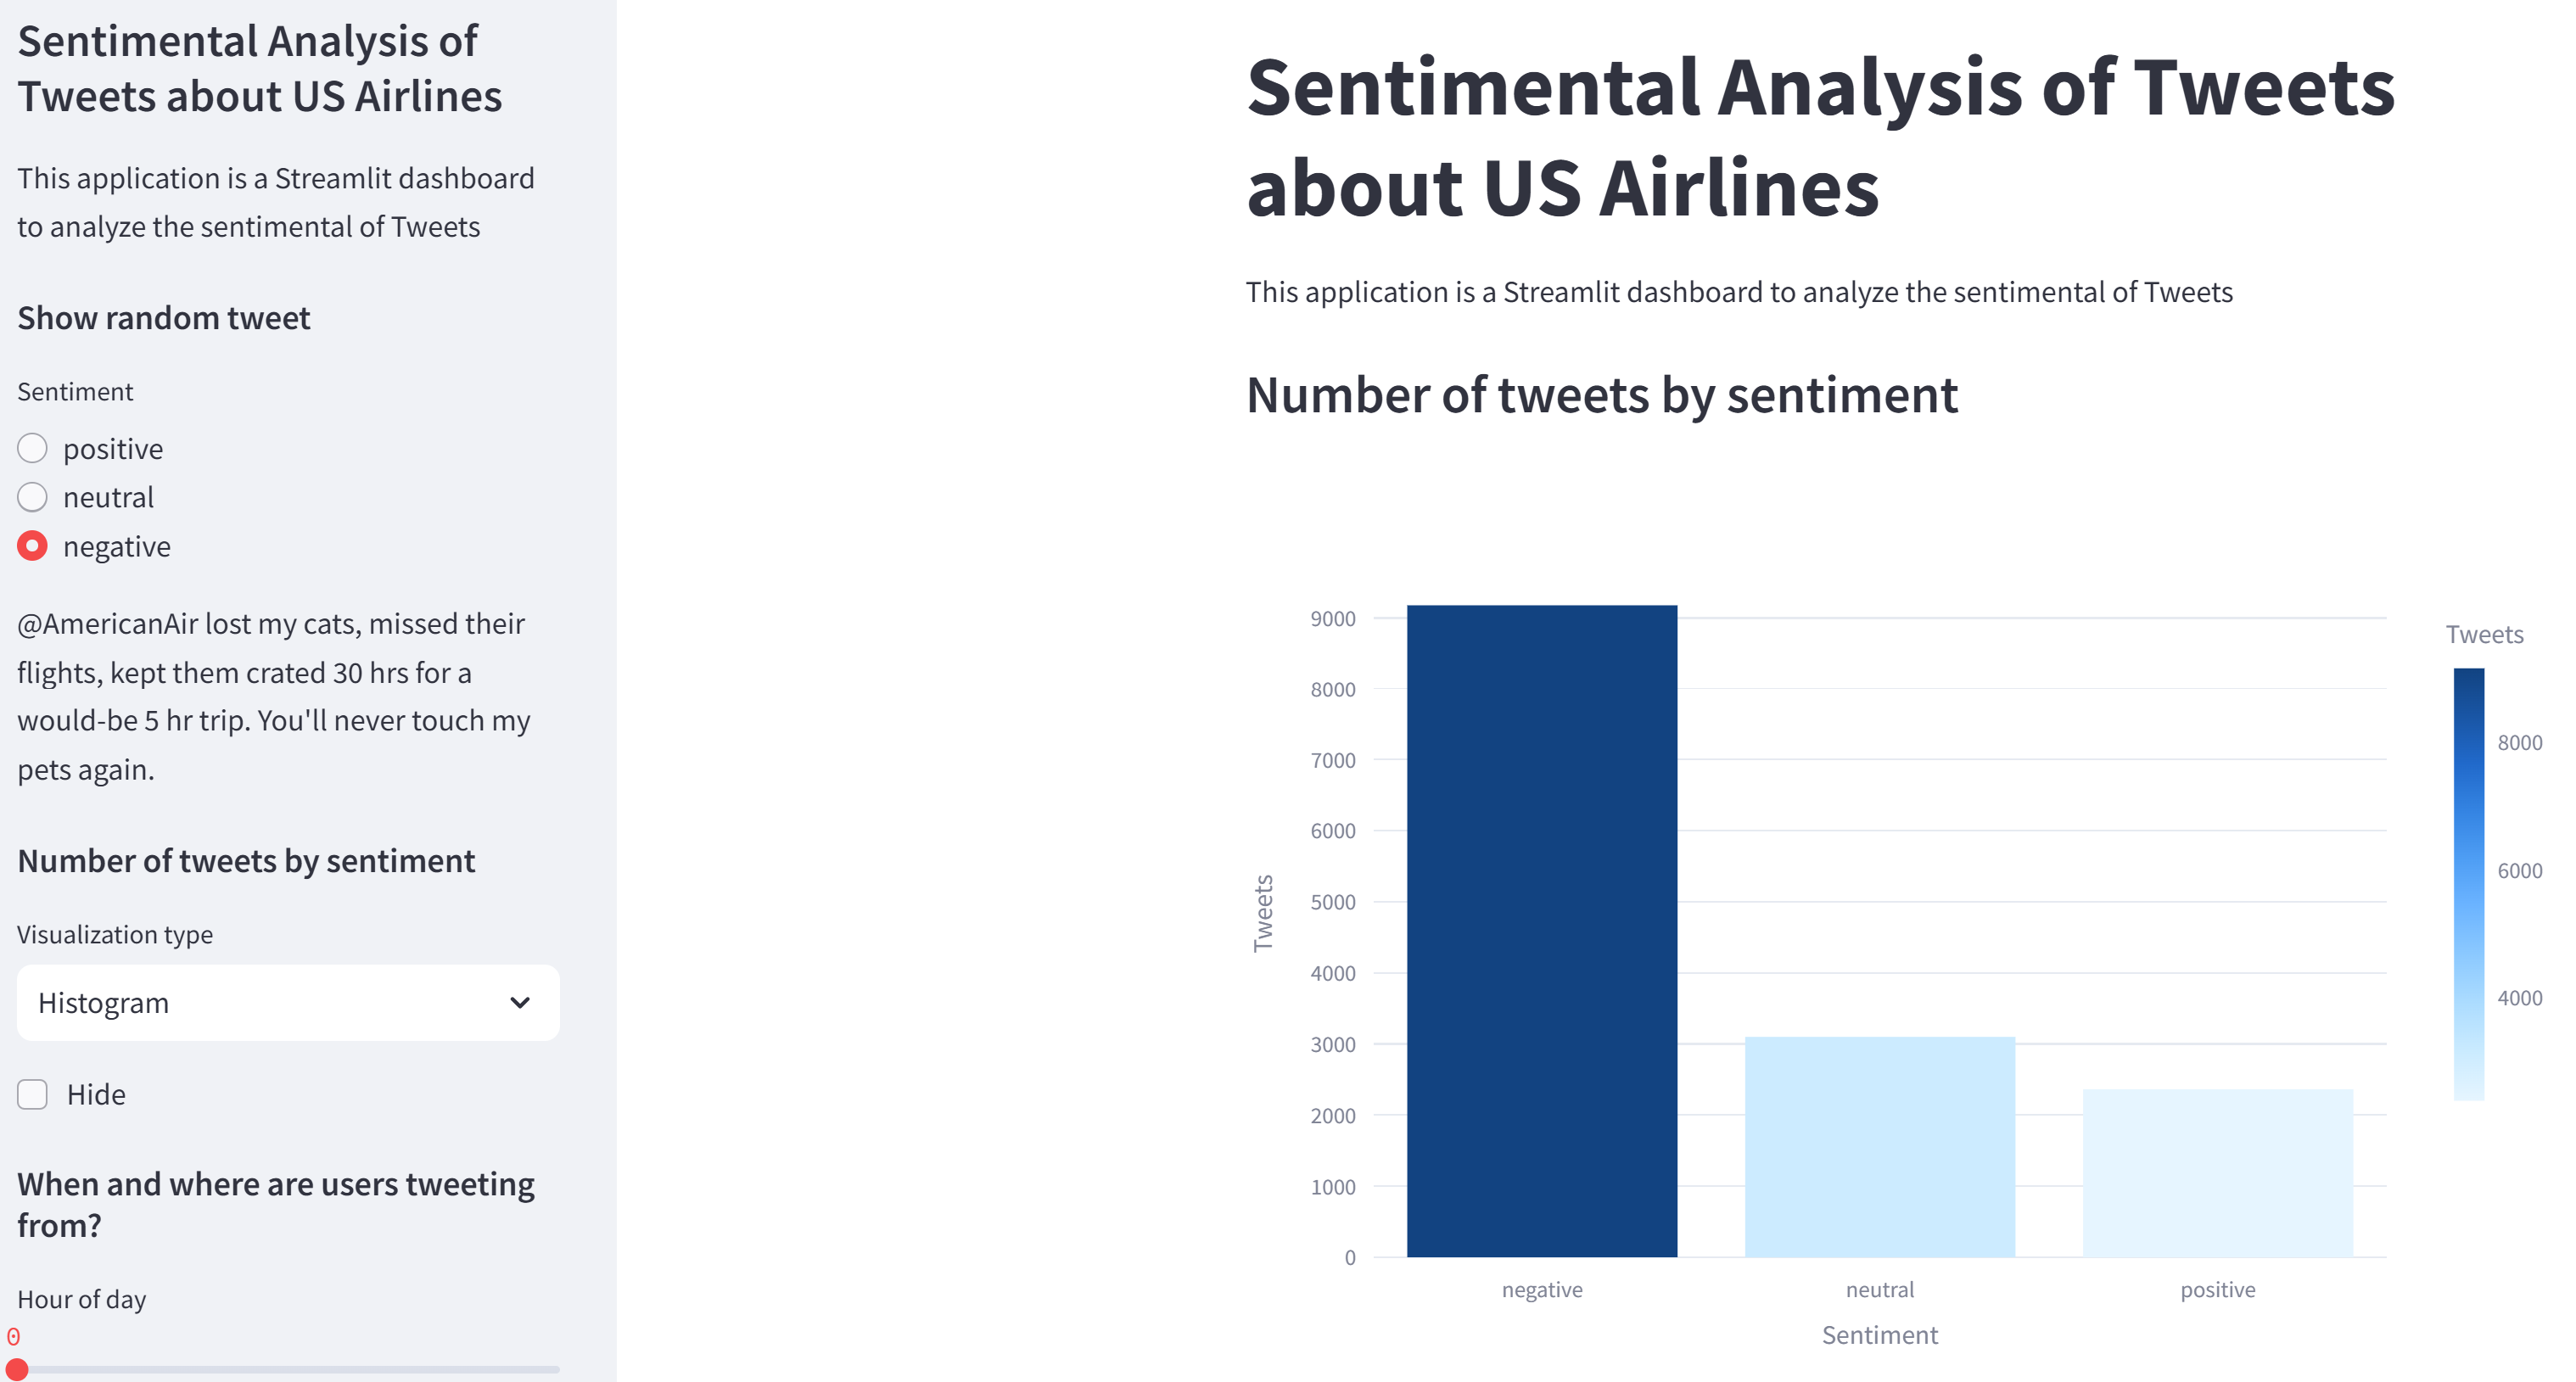 Sentimental Analysis of
Tweets about US Airlines
This application is a Streamlit dashboard
to analyze the sentimental of Tweets
Show random tweet
Sentiment
positive
neutral
negative
@AmericanAir lost my cats, missed their
flights, kept them crated 30 hrs for a
would-be 5 hr trip. You'll never touch my
pets again.
Number of tweets by sentiment
Visualization type
Histogram
Hide
When and where are users tweeting
from?
Hour of day
0
Sentimental Analysis of Tweets
about US Airlines
This application is a Streamlit dashboard to analyze the sentimental of Tweets
Number of tweets by sentiment
9000
8000
7000
6000
5000
4000
3000
2000
1000
0
Tweets
negative
neutral
positive
Sentiment
Tweets
8000
6000
4000